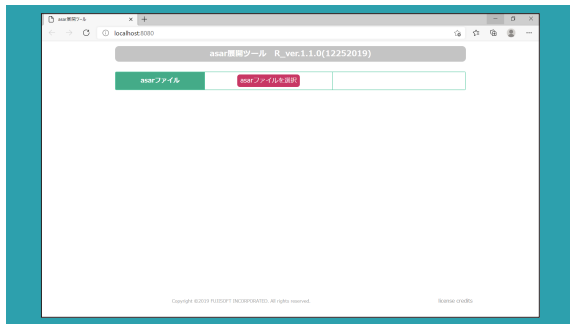 asar展開ツール
localhost:8080
asar展開ツール R_ver.1.1.0(12252019)
asarファイル
asarファイルを選択
Copyright ©2019 FUJISOFT INCORPORATED. All rights reserved.
license credits